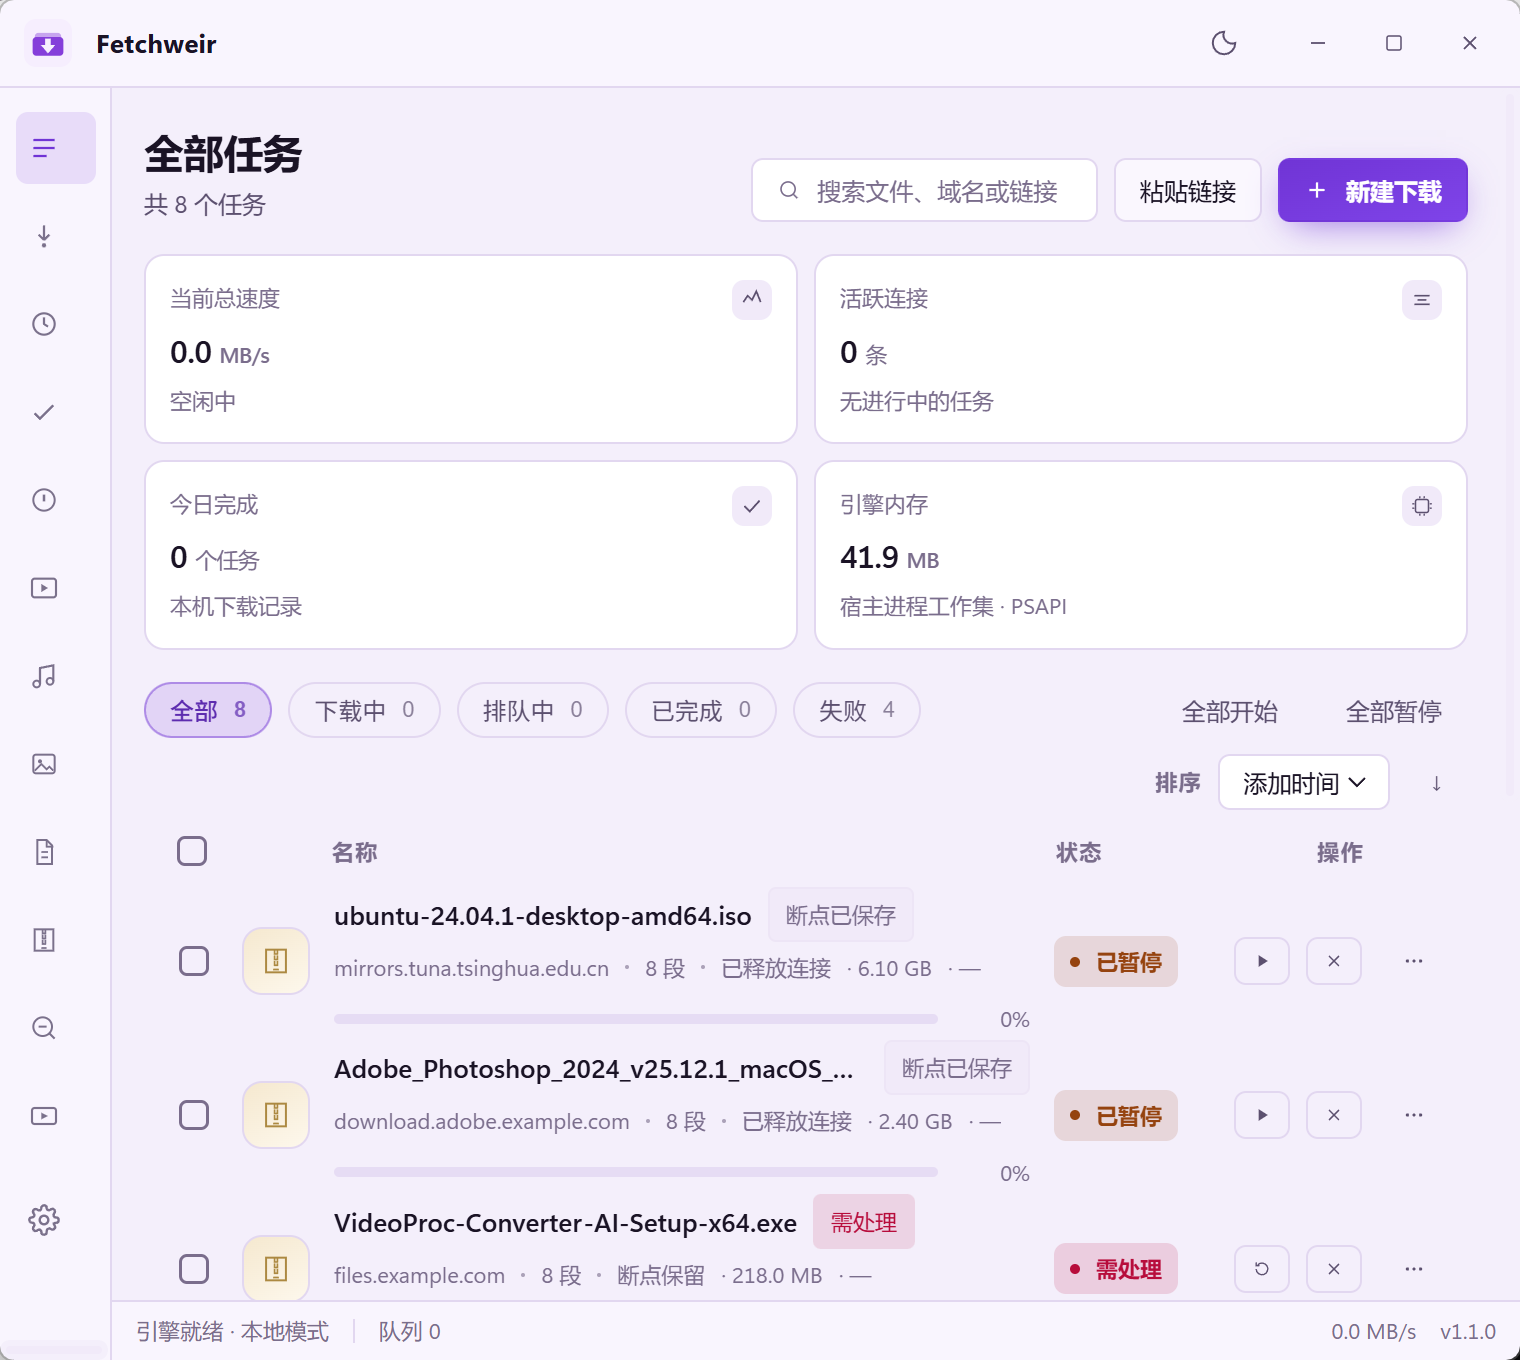 Fetchweir
全部任务
共 8 个任务
搜索文件、域名或链接
粘贴链接
+ 新建下载
当前总速度
0.0 MB/s
空闲中
活跃连接
0 条
无进行中的任务
今日完成
0 个任务
本机下载记录
引擎内存
41.9 MB
宿主进程工作集 · PSAPI
全部 8
下载中 0
排队中 0
已完成 0
失败 4
全部开始
全部暂停
排序
添加时间
↓
名称
状态
操作
ubuntu-24.04.1-desktop-amd64.iso 断点已保存
mirrors.tuna.tsinghua.edu.cn · 8 段 · 已释放连接 · 6.10 GB · —
0%
已暂停
Adobe_Photoshop_2024_v25.12.1_macOS_... 断点已保存
download.adobe.example.com · 8 段 · 已释放连接 · 2.40 GB · —
0%
已暂停
VideoProc-Converter-AI-Setup-x64.exe 需处理
files.example.com · 8 段 · 断点保留 · 218.0 MB · —
需处理
引擎就绪 · 本地模式
队列 0
0.0 MB/s
v1.1.0